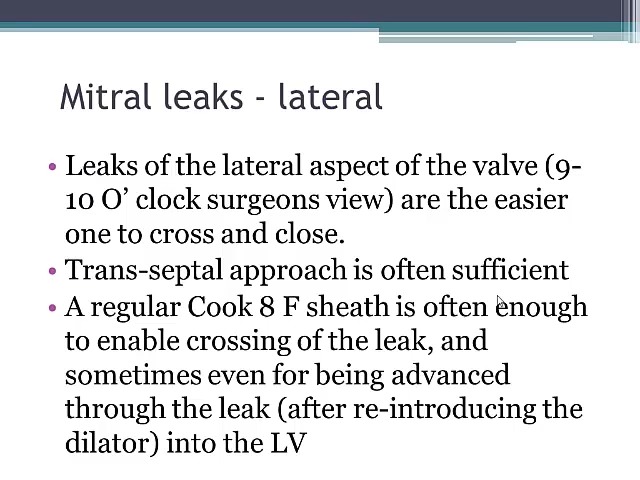 Mitral leaks - lateral
• Leaks of the lateral aspect of the valve (9-
10 O’ clock surgeons view) are the easier
one to cross and close.
• Trans-septal approach is often sufficient
• A regular Cook 8 F sheath is often enough
to enable crossing of the leak, and
sometimes even for being advanced
through the leak (after re-introducing the
dilator) into the LV